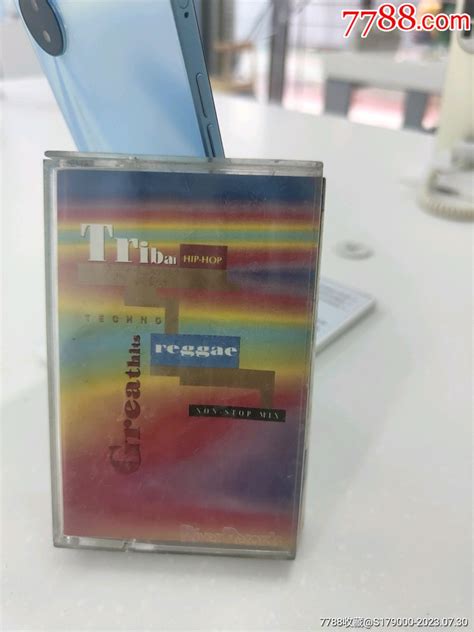 7788.com
Tribal
HIP-HOP
TECHNO
Great hits
reggae
NON-STOP MIX
7788收藏@S179000-2023.07.30